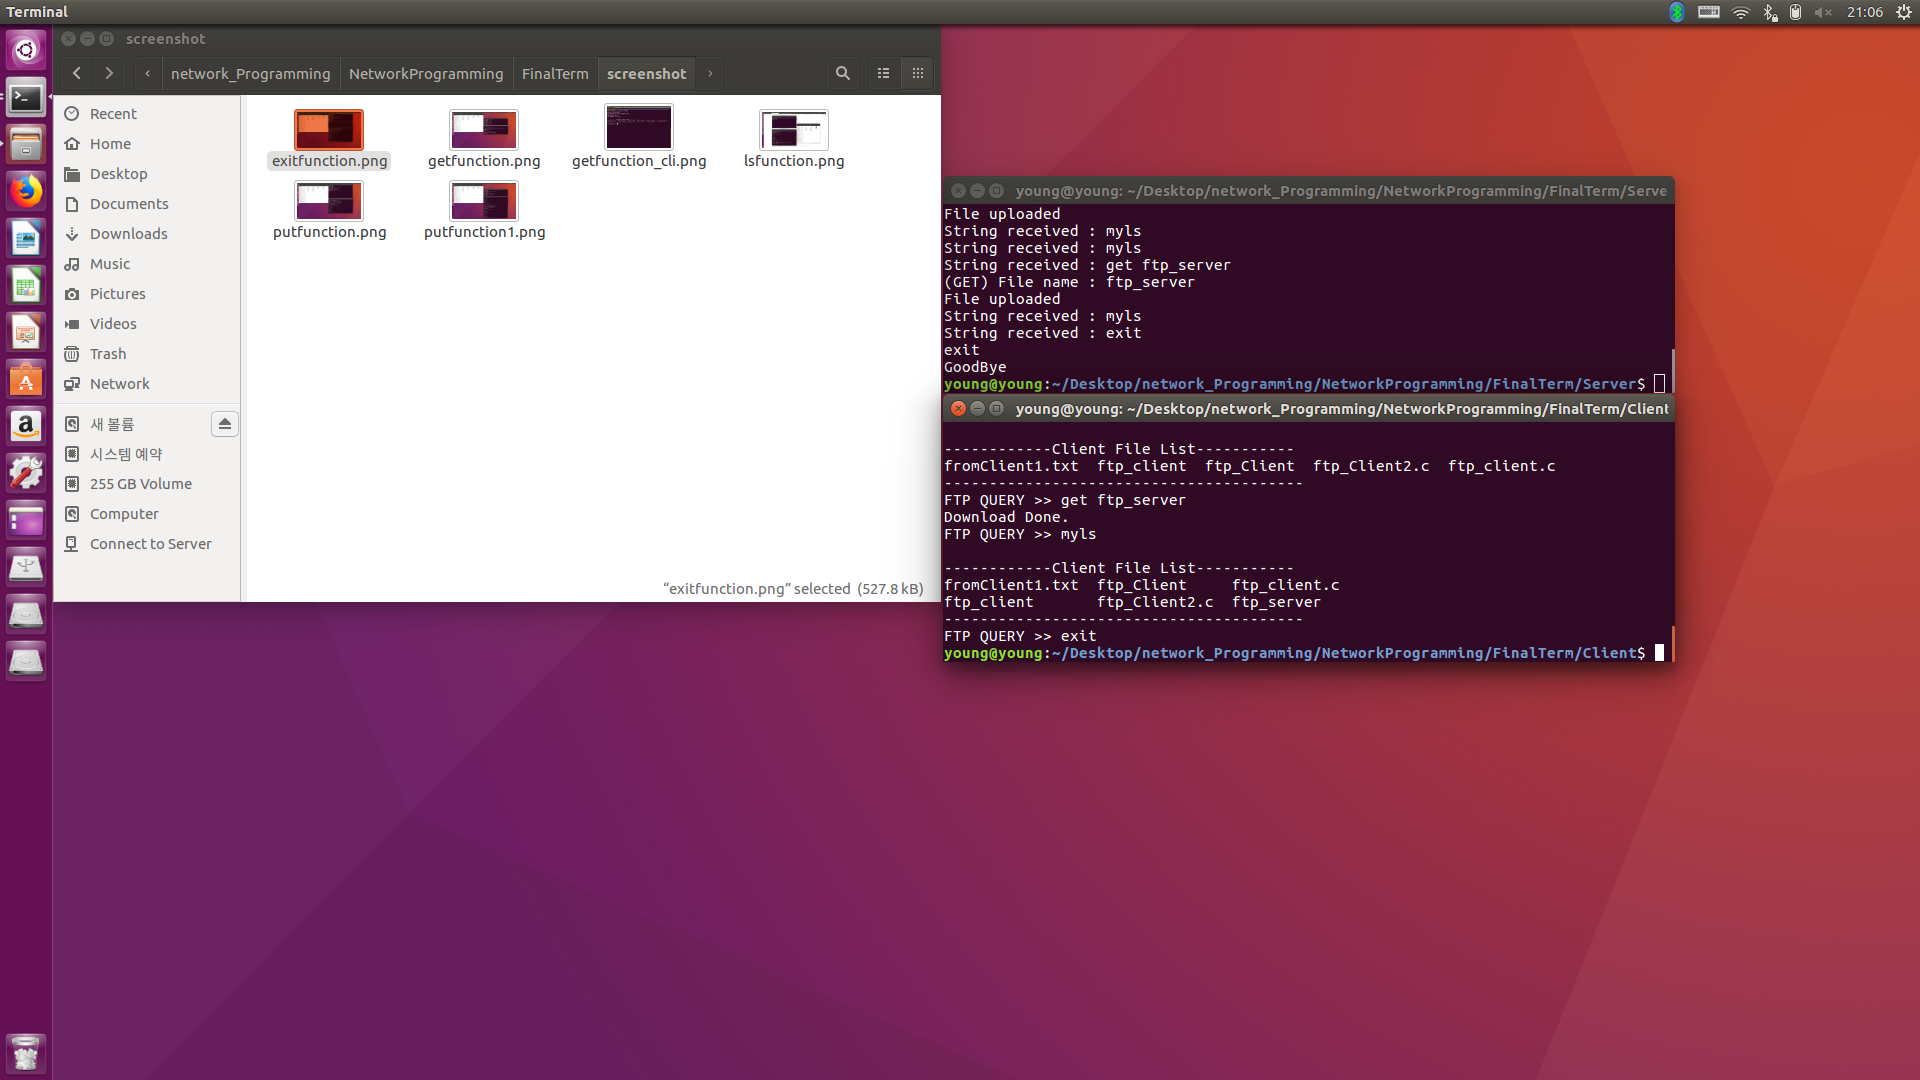 Terminal
21:06
screenshot
network_Programming NetworkProgramming FinalTerm screenshot
Recent
Home
Desktop
Documents
Downloads
Music
Pictures
Videos
Trash
Network
새 볼륨
시스템 예약
255 GB Volume
Computer
Connect to Server
exitfunction.png getfunction.png getfunction_cli.png lsfunction.png
putfunction.png putfunction1.png
“exitfunction.png” selected (527.8 kB)
young@young: ~/Desktop/network_Programming/NetworkProgramming/FinalTerm/Serve
File uploaded
String received : myls
String received : myls
String received : get ftp_server
(GET) File name : ftp_server
File uploaded
String received : myls
String received : exit
exit
GoodBye
young@young:~/Desktop/network_Programming/NetworkProgramming/FinalTerm/Server$
young@young: ~/Desktop/network_Programming/NetworkProgramming/FinalTerm/Client
------------Client File List-----------
fromClient1.txt ftp_client ftp_Client ftp_Client2.c ftp_client.c
----------------------------------------
FTP QUERY >> get ftp_server
Download Done.
FTP QUERY >> myls
------------Client File List-----------
fromClient1.txt ftp_Client ftp_client.c
ftp_client ftp_Client2.c ftp_server
----------------------------------------
FTP QUERY >> exit
young@young:~/Desktop/network_Programming/NetworkProgramming/FinalTerm/Client$